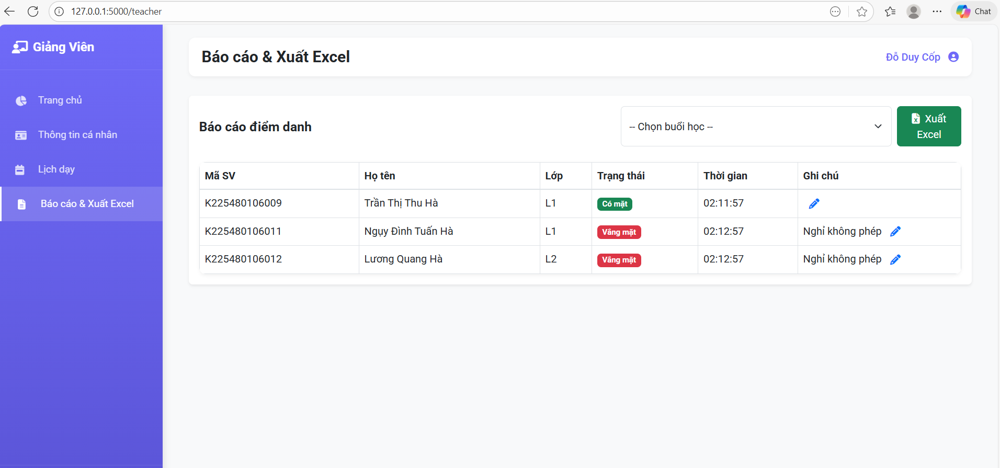 127.0.0.1:5000/teacher
Chat
Giảng Viên
Trang chủ
Thông tin cá nhân
Lịch dạy
Báo cáo & Xuất Excel
Báo cáo & Xuất Excel
Đỗ Duy Cốp
Báo cáo điểm danh
-- Chọn buổi học --
Xuất
Excel
Mã SV Họ tên Lớp Trạng thái Thời gian Ghi chú
K225480106009 Trần Thị Thu Hà L1 Có mặt 02:11:57
K225480106011 Ngụy Đình Tuấn Hà L1 Vắng mặt 02:12:57 Nghỉ không phép
K225480106012 Lương Quang Hà L2 Vắng mặt 02:12:57 Nghỉ không phép